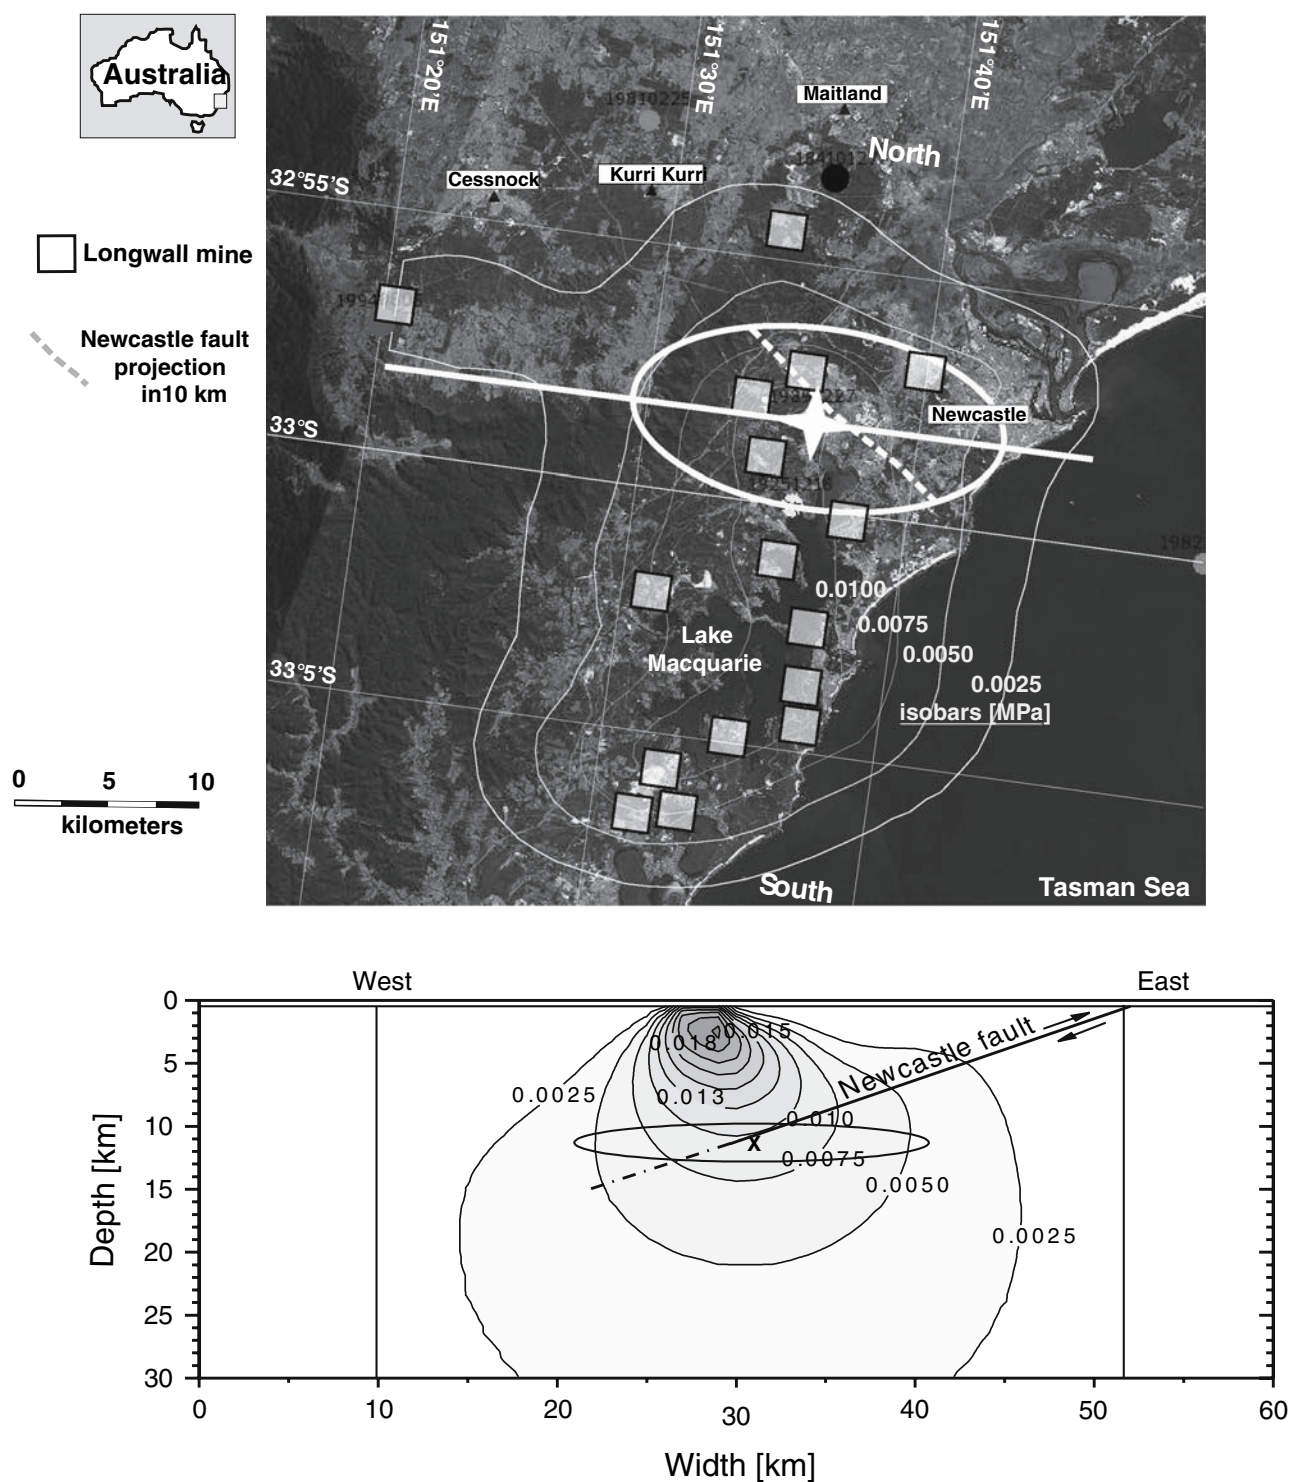 Australia
151°20'E
151°30'E
151°40'E
19810225
Maitland
North
Cessnock
Kurri Kurri
32°55'S
Longwall mine
Newcastle fault
projection
in10 km
Newcastle
33°S
19251218
1982
0.0100
0.0075
0.0050
0.0025
isobars [MPa]
Lake
Macquarie
33°5'S
0 5 10
kilometers
South
Tasman Sea
West
East
0
5
10
15
20
25
30
Depth [km]
0.015
0.018
0.013
0.010
0.0075
0.0050
0.0025
0.0025
Newcastle fault
x
0 10 20 30 40 50 60
Width [km]